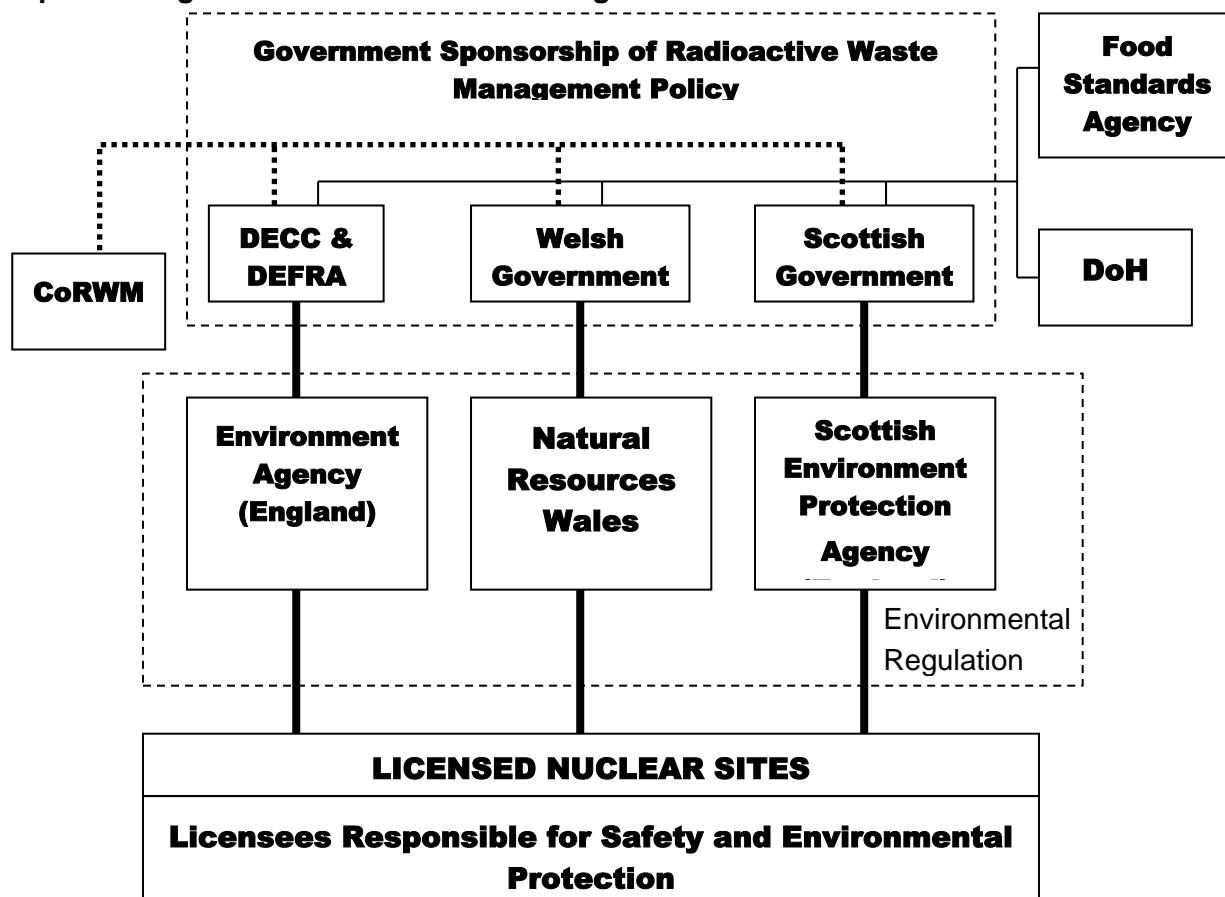 Government Sponsorship of Radioactive Waste
Management Policy
Food
Standards
Agency
DECC &
DEFRA
Welsh
Government
Scottish
Government
CoRWM
DoH
Environment
Agency
(England)
Natural
Resources
Wales
Scottish
Environment
Protection
Agency
Environmental
Regulation
LICENSED NUCLEAR SITES
Licensees Responsible for Safety and Environmental
Protection